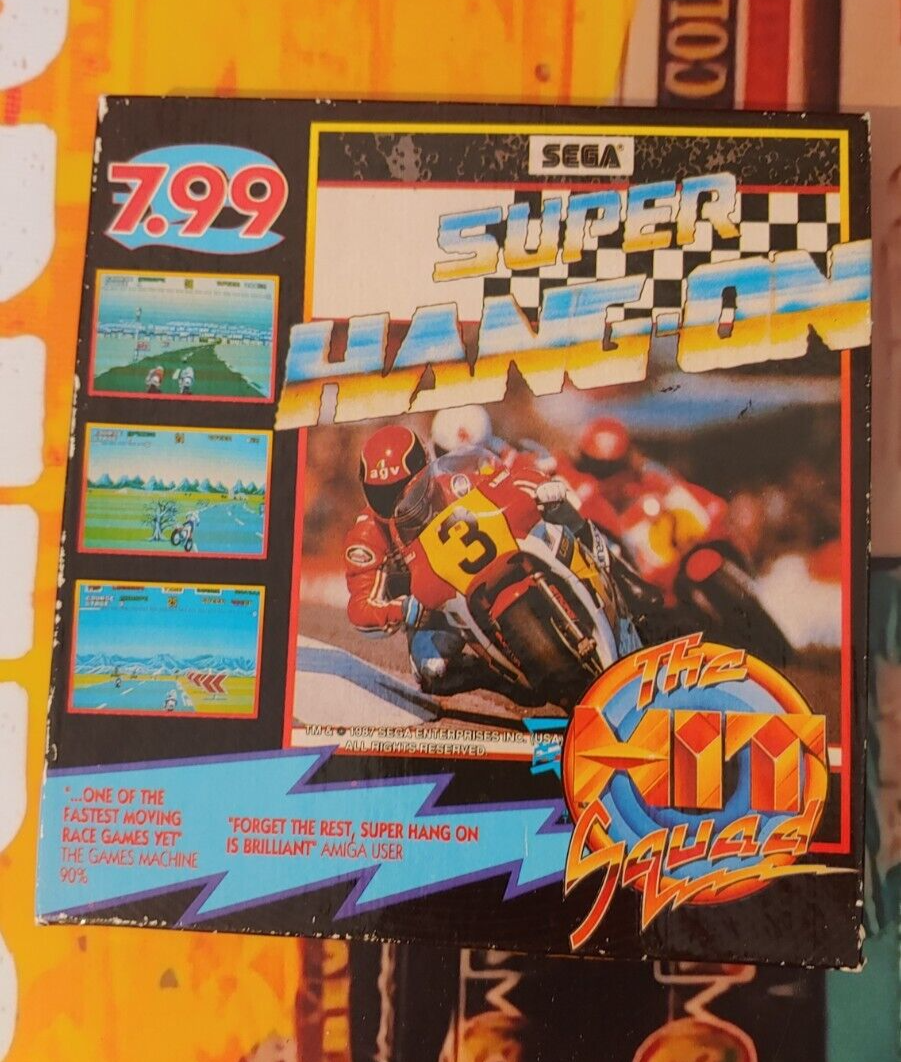 COL
7.99
SEGA®
SUPER
HANG-ON
agv
3
TM & © 1987 SEGA ENTERPRISES INC. (USA
ALL RIGHTS RESERVED.
The
HIT
Squad
"...ONE OF THE
FASTEST MOVING
RACE GAMES YET"
THE GAMES MACHINE
90%
"FORGET THE REST, SUPER HANG ON
IS BRILLIANT" AMIGA USER